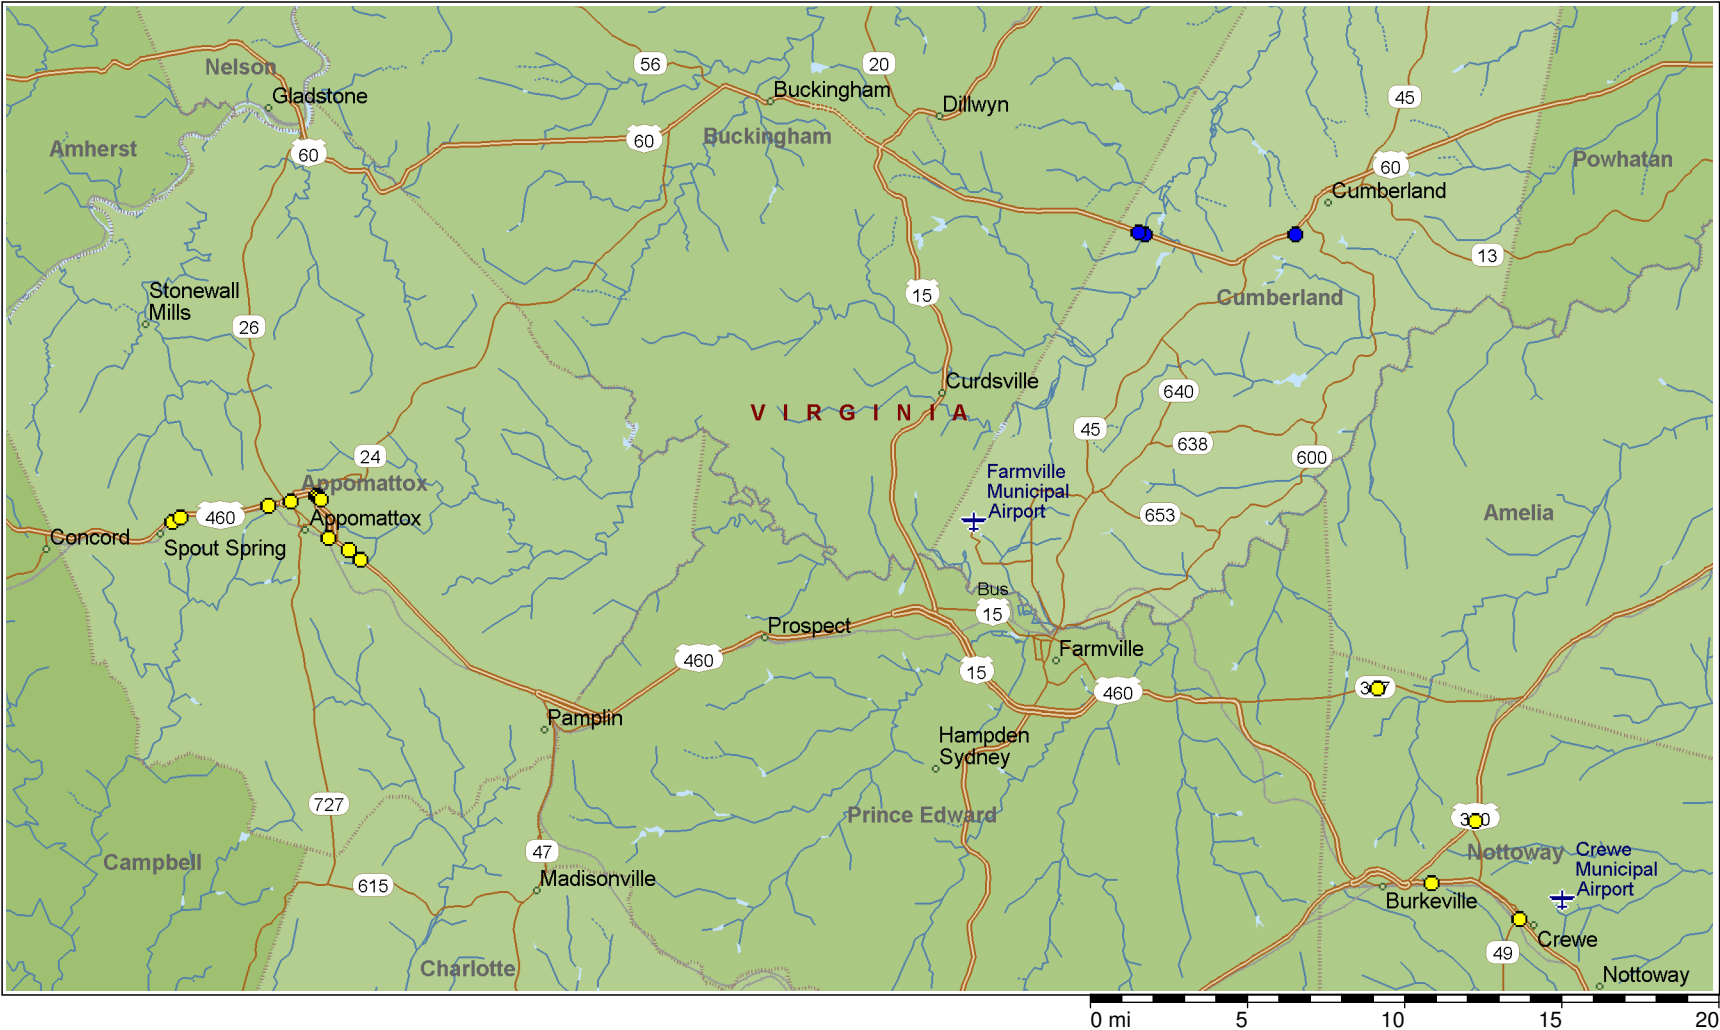 56
20
Nelson
Gladstone
Buckingham
Dillwyn
45
Buckingham
60
60
Amherst
60
Powhatan
Cumberland
13
Stonewall
Mills
15
Cumberland
26
Curdsville
640
VIRGINIA
45
638
24
600
Farmville
Municipal
Airport
Appomattox
460
Appomattox
653
Amelia
Concord
Spout Spring
Bus
15
Prospect
Farmville
460
15
460
Pamplin
Hampden
Sydney
727
Prince Edward
47
Campbell
615
Madisonville
Nottoway
Crewe
Municipal
Airport
Burkeville
Crewe
49
Charlotte
Nottoway
0 mi 5 10 15 20